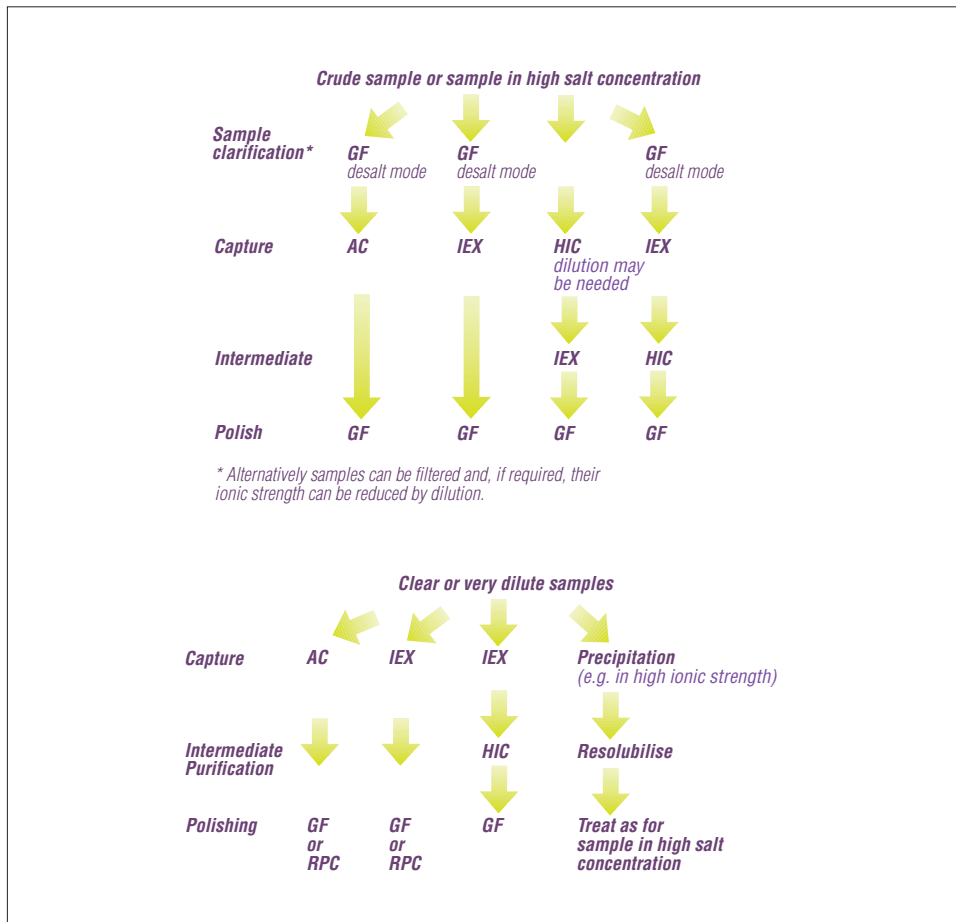 Crude sample or sample in high salt concentration
Sample
clarification*
GF
desalt mode
GF
desalt mode
GF
desalt mode
Capture
AC
IEX
HIC
dilution may
be needed
IEX
Intermediate
IEX
HIC
Polish
GF
GF
GF
GF
* Alternatively samples can be filtered and, if required, their
ionic strength can be reduced by dilution.
Clear or very dilute samples
Capture
AC
IEX
IEX
Precipitation
(e.g. in high ionic strength)
Intermediate
Purification
HIC
Resolubilise
Polishing
GF
or
RPC
GF
or
RPC
GF
Treat as for
sample in high salt
concentration